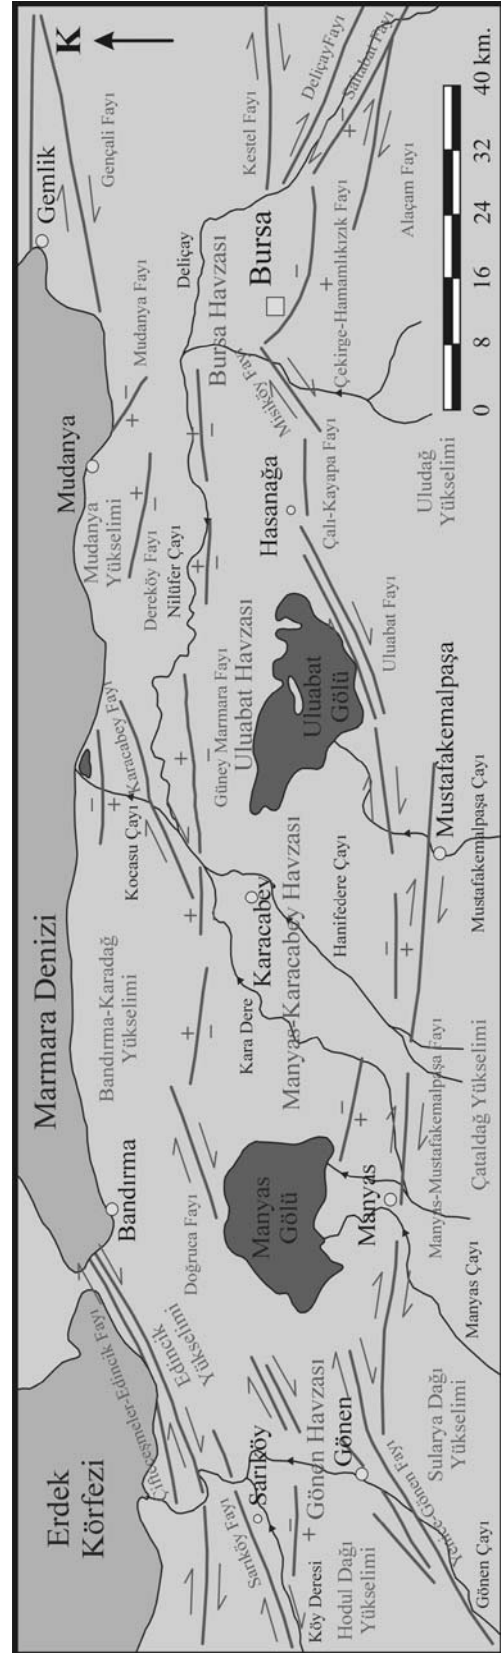 Marmara Denizi
Erdek
Körfezi
K
Gemlik
Gençali Fayı
Mudanya
Mudanya Fayı
Mudanya
Yükselimi
Dereköy Fayı
Nilüfer Çayı
Deliçay
Kestel Fayı
Deliçay Fayı
Saitabat Fayı
Alaçam Fayı
Bursa Havzası
Bursa
Çekirge-Hamamlıkızık Fayı
Misiköy Fayı
Hasanağa
Çalı-Kayapa Fayı
Uludağ
Yükselimi
Karacabey Fayı
Kocasu Çayı
Güney Marmara Fayı
Uluabat Havzası
Uluabat
Gölü
Uluabat Fayı
Mustafakemalpaşa
Mustafakemalpaşa Çayı
Bandırma-Karadağ
Yükselimi
Karacabey
Manyas-Karacabey Havzası
Hanifedere Çayı
Kara Dere
Bandırma
Doğruca Fayı
Manyas
Gölü
Manyas
Manyas-Mustafakemalpaşa Fayı
Çataldağ Yükselimi
Manyas Çayı
Çifteçeşmeler-Edincik Fayı
Edincik
Yükselimi
Sarıköy
Sarıköy Fayı
Gönen Havzası
Gönen
Köy Deresi
Hodul Dağı
Yükselimi
Yenice-Gönen Fayı
Sularya Dağı
Yükselimi
Gönen Çayı
0 8 16 24 32 40 km.